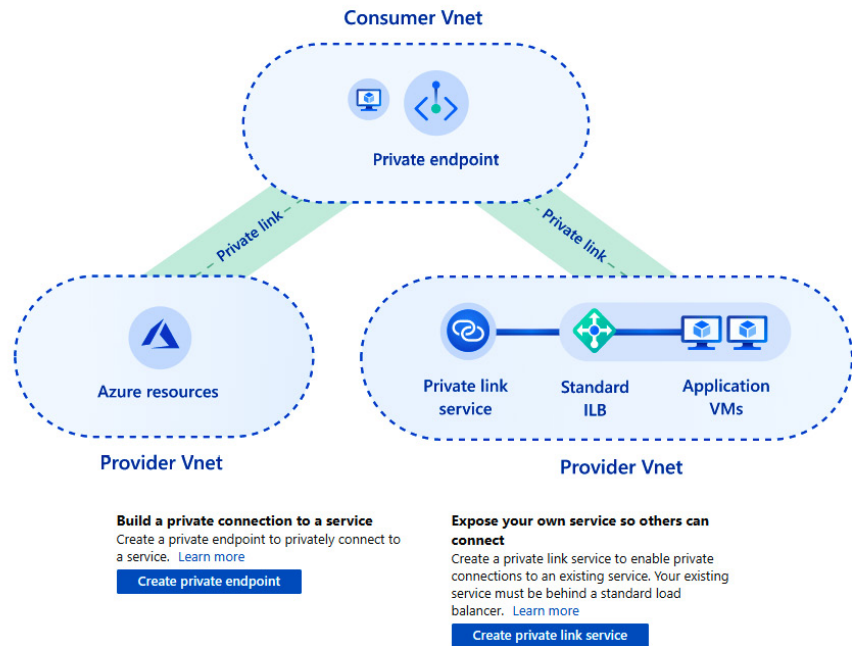 Consumer Vnet
Private endpoint
Private link
Private link
Azure resources
Private link
service
Standard
ILB
Application
VMs
Provider Vnet
Provider Vnet
Build a private connection to a service
Create a private endpoint to privately connect to
a service. Learn more
Create private endpoint
Expose your own service so others can
connect
Create a private link service to enable private
connections to an existing service. Your existing
service must be behind a standard load
balancer. Learn more
Create private link service